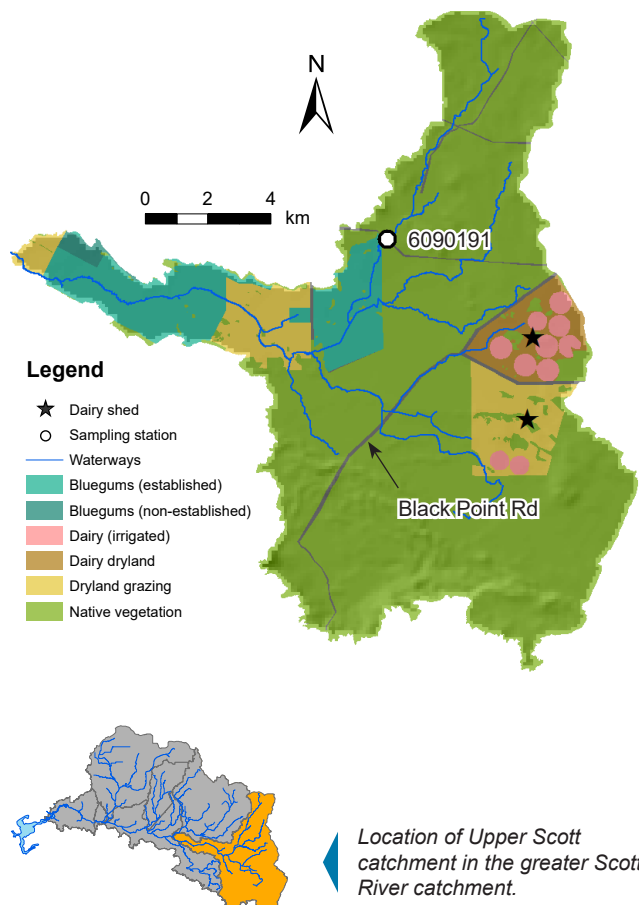 N
0 2 4
km
6090191
Legend
Dairy shed
Sampling station
Waterways
Bluegums (established)
Bluegums (non-established)
Dairy (irrigated)
Dairy dryland
Dryland grazing
Native vegetation
Black Point Rd
Location of Upper Scott
catchment in the greater Scott
River catchment.